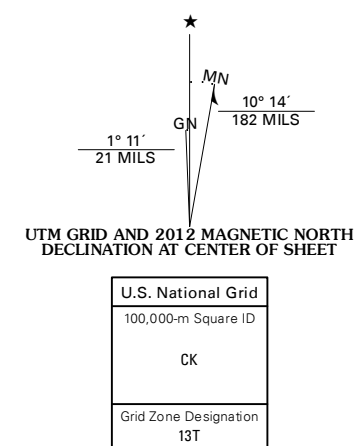 ★
MN
10° 14´
182 MILS
GN
1° 11´
21 MILS
UTM GRID AND 2012 MAGNETIC NORTH
DECLINATION AT CENTER OF SHEET
U.S. National Grid
100,000-m Square ID
CK
Grid Zone Designation
13T